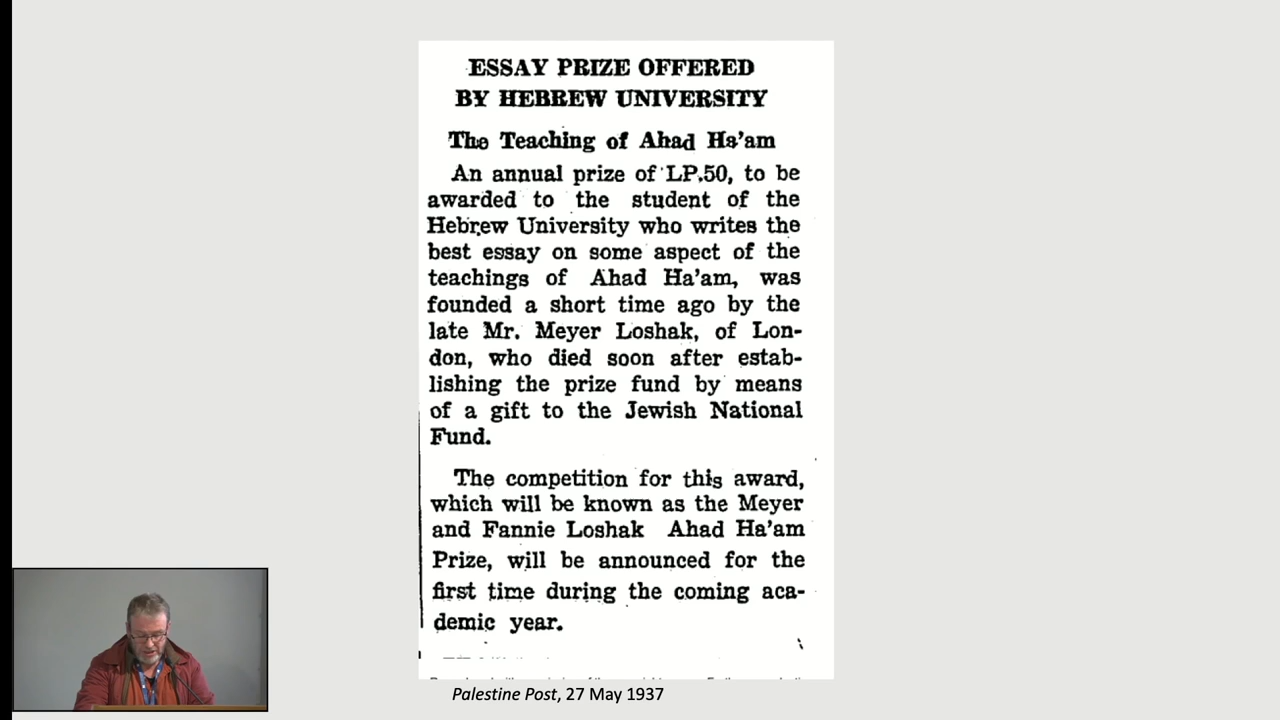 ESSAY PRIZE OFFERED
BY HEBREW UNIVERSITY
The Teaching of Ahad Ha'am
An annual prize of LP.50, to be
awarded to the student of the
Hebrew University who writes the
best essay on some aspect of the
teachings of Ahad Ha'am, was
founded a short time ago by the
late Mr. Meyer Loshak, of Lon-
don, who died soon after estab-
lishing the prize fund by means
of a gift to the Jewish National
Fund.
The competition for this award,
which will be known as the Meyer
and Fannie Loshak Ahad Ha'am
Prize, will be announced for the
first time during the coming aca-
demic year.
Palestine Post, 27 May 1937